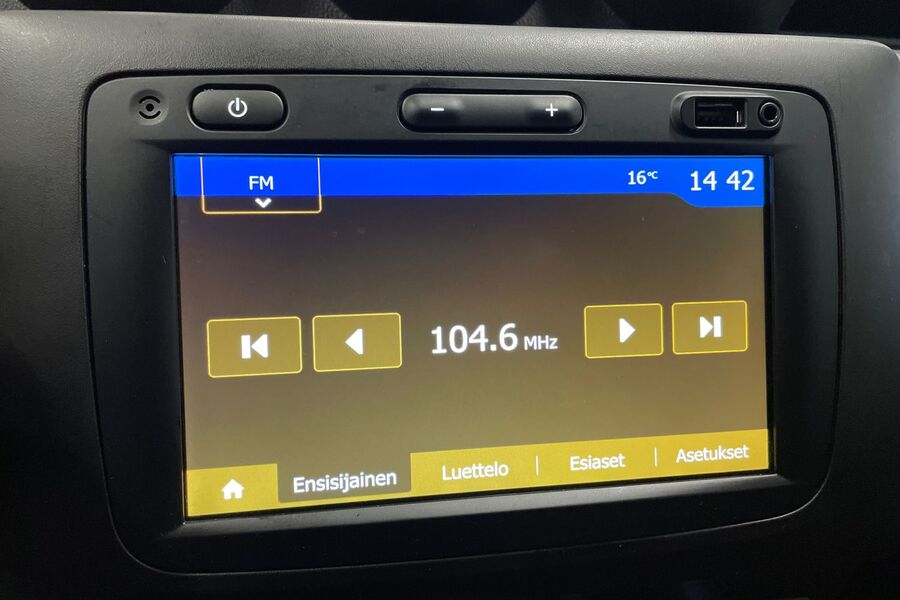 FM
16°C
14 42
104.6 MHz
Ensisijainen
Luettelo
Esiaset
Asetukset